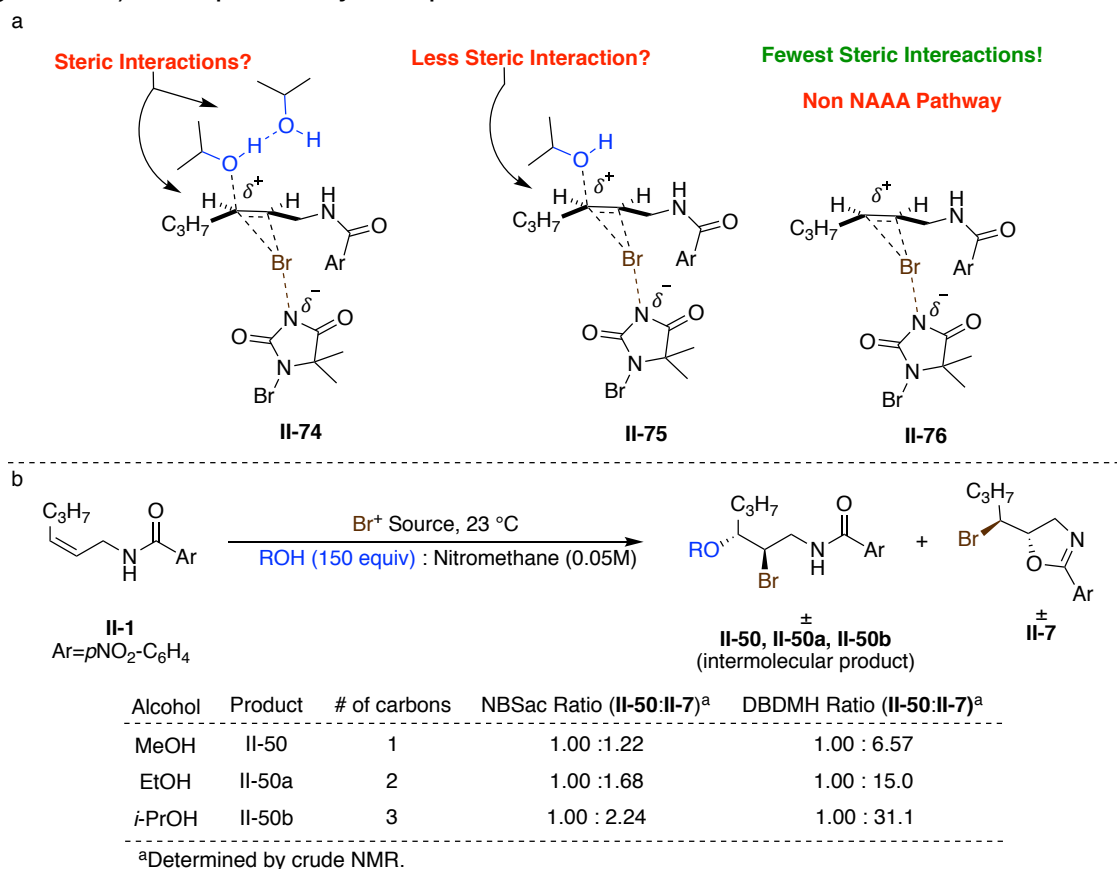 a
Steric Interactions?
Less Steric Interaction?
Fewest Steric Intereactions!
Non NAAA Pathway
O H O H
δ+
H H H N
C3H7 O
Br Ar
δ−
O N O
N
Br
II-74
O H
δ+
H H H N
C3H7 O
Br Ar
δ−
O N O
N
Br
II-75
δ+
H H H N
C3H7 O
Br Ar
δ−
O N O
N
Br
II-76
b
C3H7 O
N H Ar
II-1
Ar=pNO2-C6H4
Br+ Source, 23 °C
ROH (150 equiv) : Nitromethane (0.05M)
C3H7 O
RO N H Ar
Br
±
II-50, II-50a, II-50b
(intermolecular product)
+
C3H7
Br N
O
Ar
±
II-7
Alcohol Product # of carbons NBSac Ratio (II-50:II-7)a DBDMH Ratio (II-50:II-7)a
MeOH II-50 1 1.00 :1.22 1.00 : 6.57
EtOH II-50a 2 1.00 :1.68 1.00 : 15.0
i-PrOH II-50b 3 1.00 : 2.24 1.00 : 31.1
aDetermined by crude NMR.